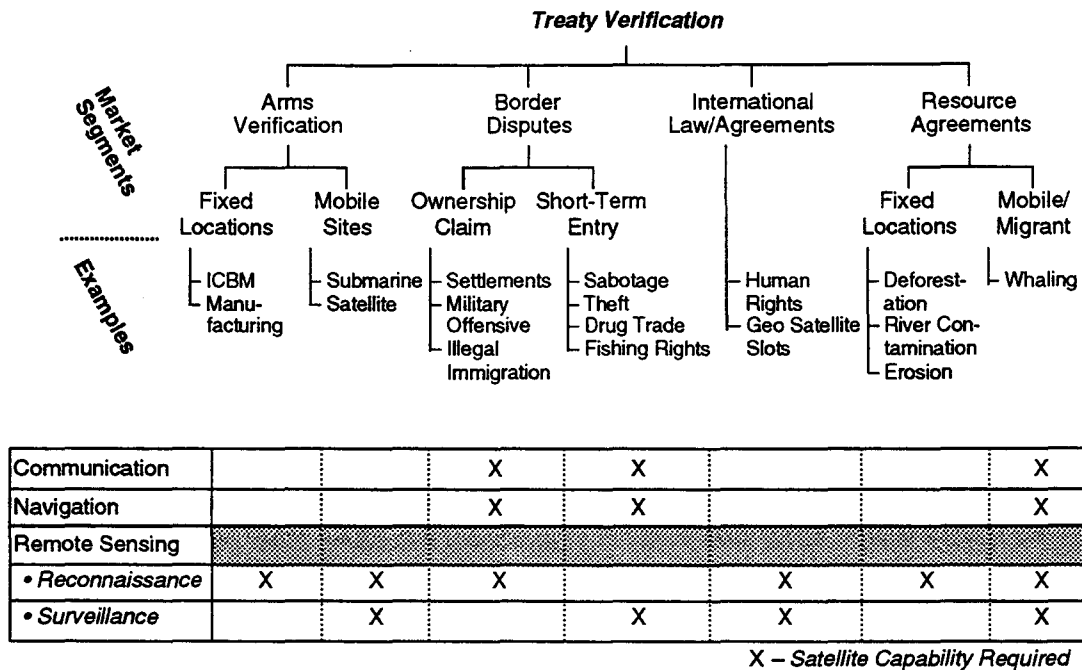 Treaty Verification
Market
Segments
Arms
Verification
Border
Disputes
International
Law/Agreements
Resource
Agreements
Fixed
Locations
Mobile
Sites
Ownership
Claim
Short-Term
Entry
Fixed
Locations
Mobile/
Migrant
Examples
ICBM
Manu-
facturing
Submarine
Satellite
Settlements
Military
Offensive
Illegal
Immigration
Sabotage
Theft
Drug Trade
Fishing Rights
Human
Rights
Geo Satellite
Slots
Deforest-
ation
River Con-
tamination
Erosion
Whaling
Communication X X X
Navigation X X X
Remote Sensing
• Reconnaissance X X X X X X
• Surveillance X X X X
X – Satellite Capability Required